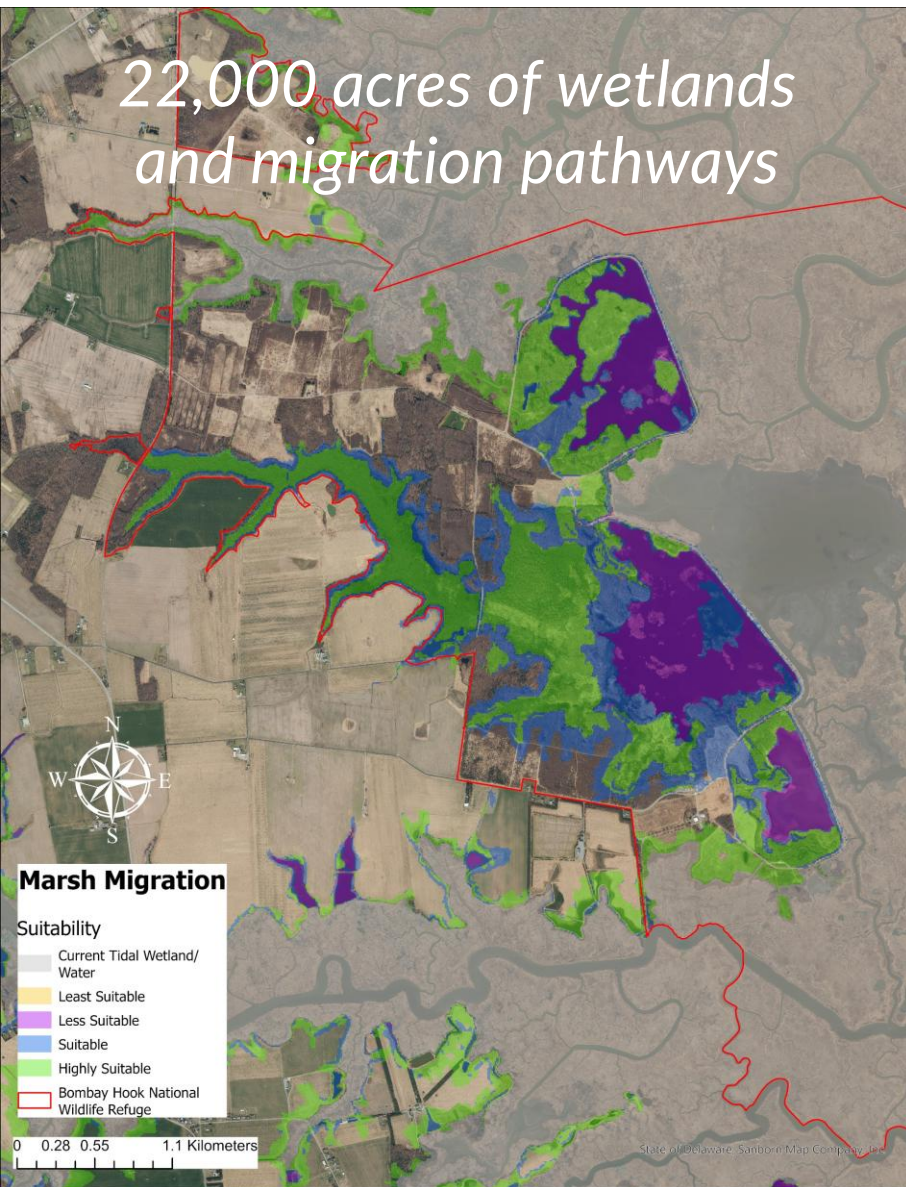 22,000 acres of wetlands
and migration pathways
N
W E
S
Marsh Migration
Suitability
Current Tidal Wetland/
Water
Least Suitable
Less Suitable
Suitable
Highly Suitable
Bombay Hook National
Wildlife Refuge
0 0.28 0.55 1.1 Kilometers
State of Delaware, Sanborn Map Company, Inc.